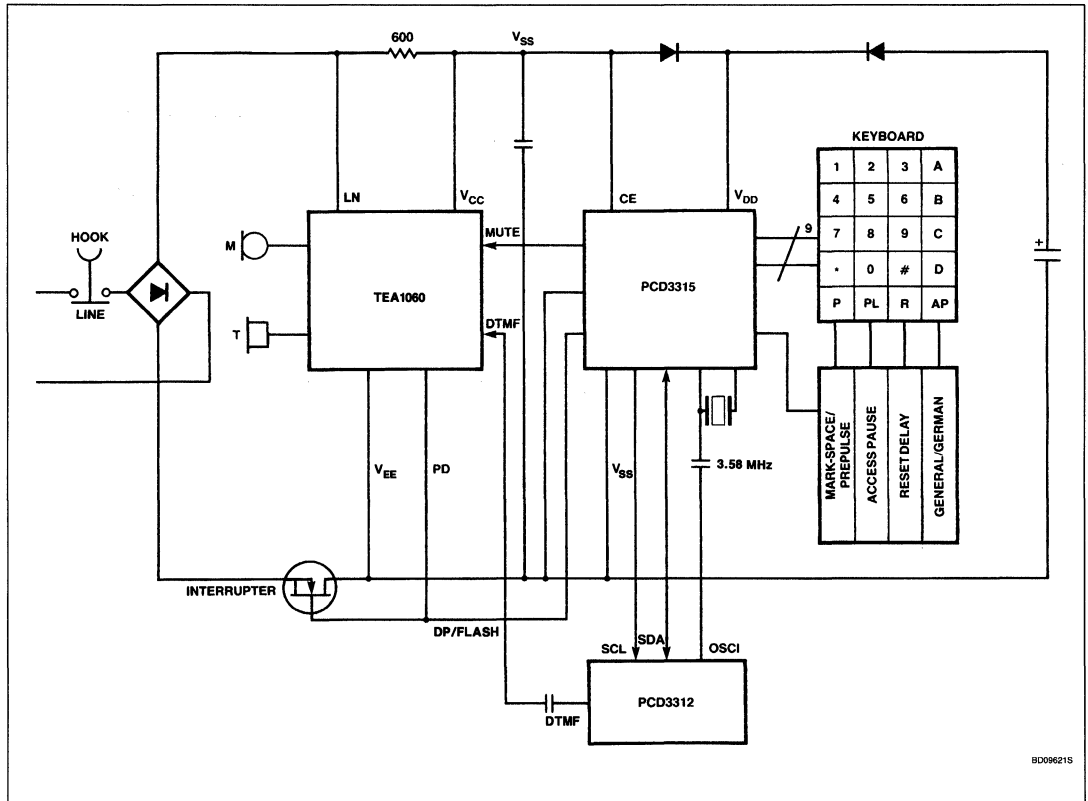 600
VSS
KEYBOARD
1 2 3 A
4 5 6 B
7 8 9 C
* 0 # D
P PL R AP
LN
VCC
CE
VDD
HOOK
LINE
M
T
MUTE
DTMF
TEA1060
PCD3315
9
+
MARK-SPACE/
PREPULSE
ACCESS PAUSE
RESET DELAY
GENERAL/GERMAN
VEE
PD
VSS
3.58 MHz
INTERRUPTER
DP/FLASH
SCL
SDA
OSCI
PCD3312
DTMF
BD09621S